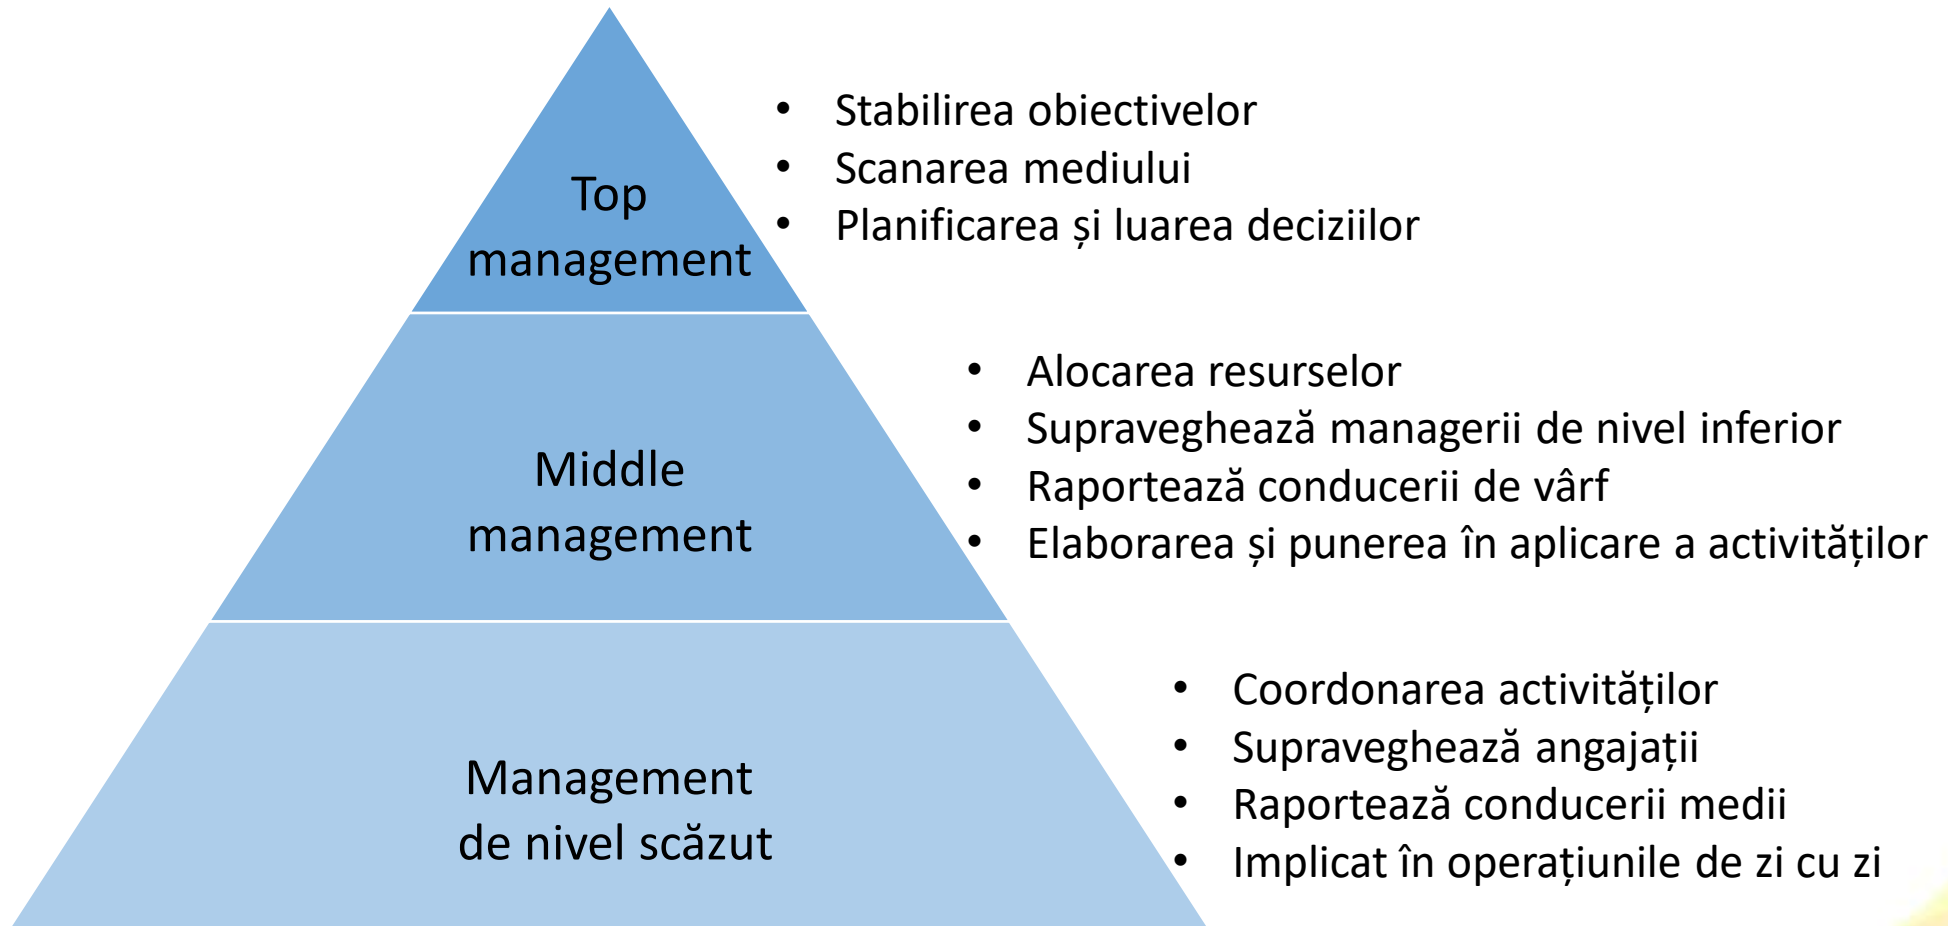 Top
management
• Stabilirea obiectivelor
• Scanarea mediului
• Planificarea și luarea deciziilor
Middle
management
• Alocarea resurselor
• Supraveghează managerii de nivel inferior
• Raportează conducerii de vârf
• Elaborarea și punerea în aplicare a activităților
Management
de nivel scăzut
• Coordonarea activităților
• Supraveghează angajații
• Raportează conducerii medii
• Implicat în operațiunile de zi cu zi